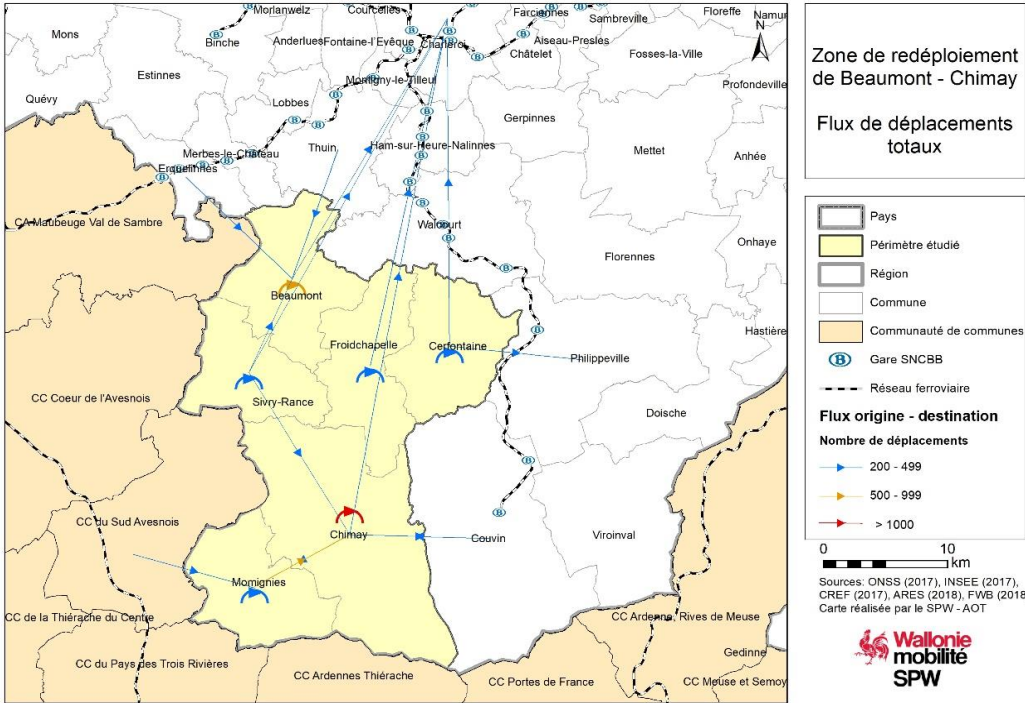 Mons
Morlanwelz
Courcelles
Farciennes
Sambreville
Floreffe
Namur
Binche
Anderlues
Fontaine-l'Evêque
Charleroi
Châtelet
Aiseau-Presles
Fosses-la-Ville
Estinnes
Montigny-le-Tilleul
Profondeville
Quévy
Lobbes
Gerpinnes
Merbes-le-Château
Thuin
Ham-sur-Heure-Nalinnes
Mettet
Anhée
Erquelinnes
CA Maubeuge Val de Sambre
Walcourt
Florennes
Onhaye
Beaumont
Hastière
Froidchapelle
Cerfontaine
Philippeville
CC Coeur de l'Avesnois
Sivry-Rance
Doische
CC du Sud Avesnois
Chimay
Couvin
Viroinval
Momignies
CC de la Thiérache du Centre
CC Ardenne, Rives de Meuse
CC du Pays des Trois Rivières
Gedinne
CC Ardennes Thiérache
CC Portes de France
CC Meuse et Semoy
Zone de redéploiement
de Beaumont - Chimay
Flux de déplacements
totaux
Pays
Périmètre étudié
Région
Commune
Communauté de communes
B Gare SNCBB
Réseau ferroviaire
Flux origine - destination
Nombre de déplacements
200 - 499
500 - 999
> 1000
0 10
km
Sources: ONSS (2017), INSEE (2017),
CREF (2017), ARES (2018), FWB (2018
Carte réalisée par le SPW - AOT
Wallonie
mobilité
SPW